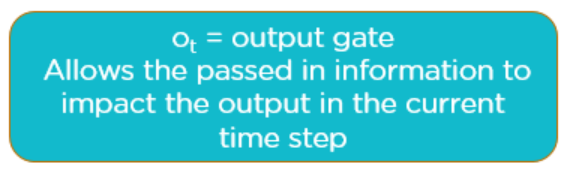 oₜ = output gate
Allows the passed in information to
impact the output in the current
time step